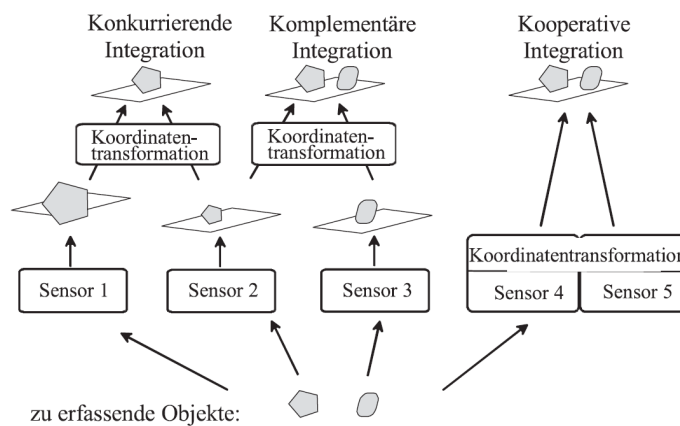 Konkurrierende
Integration
Komplementäre
Integration
Kooperative
Integration
Koordinaten-
transformation
Koordinaten-
transformation
Koordinatentransformation
Sensor 1
Sensor 2
Sensor 3
Sensor 4
Sensor 5
zu erfassende Objekte: